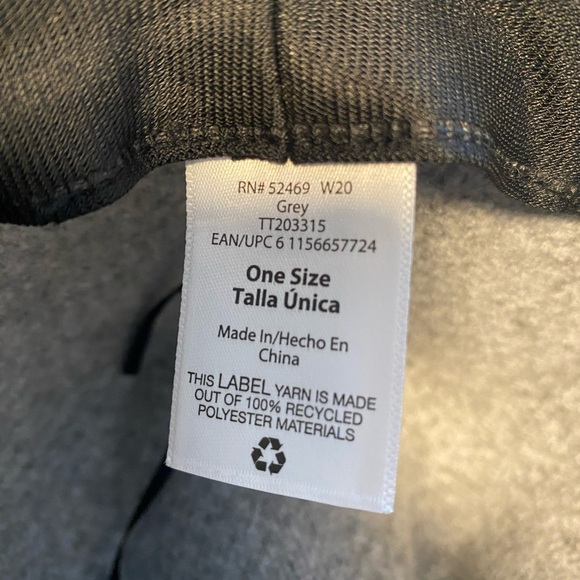 RN# 52469 W20
Grey
TT203315
EAN/UPC 6 1156657724
One Size
Talla Única
Made In/Hecho En
China
THIS LABEL YARN IS MADE
OUT OF 100% RECYCLED
POLYESTER MATERIALS